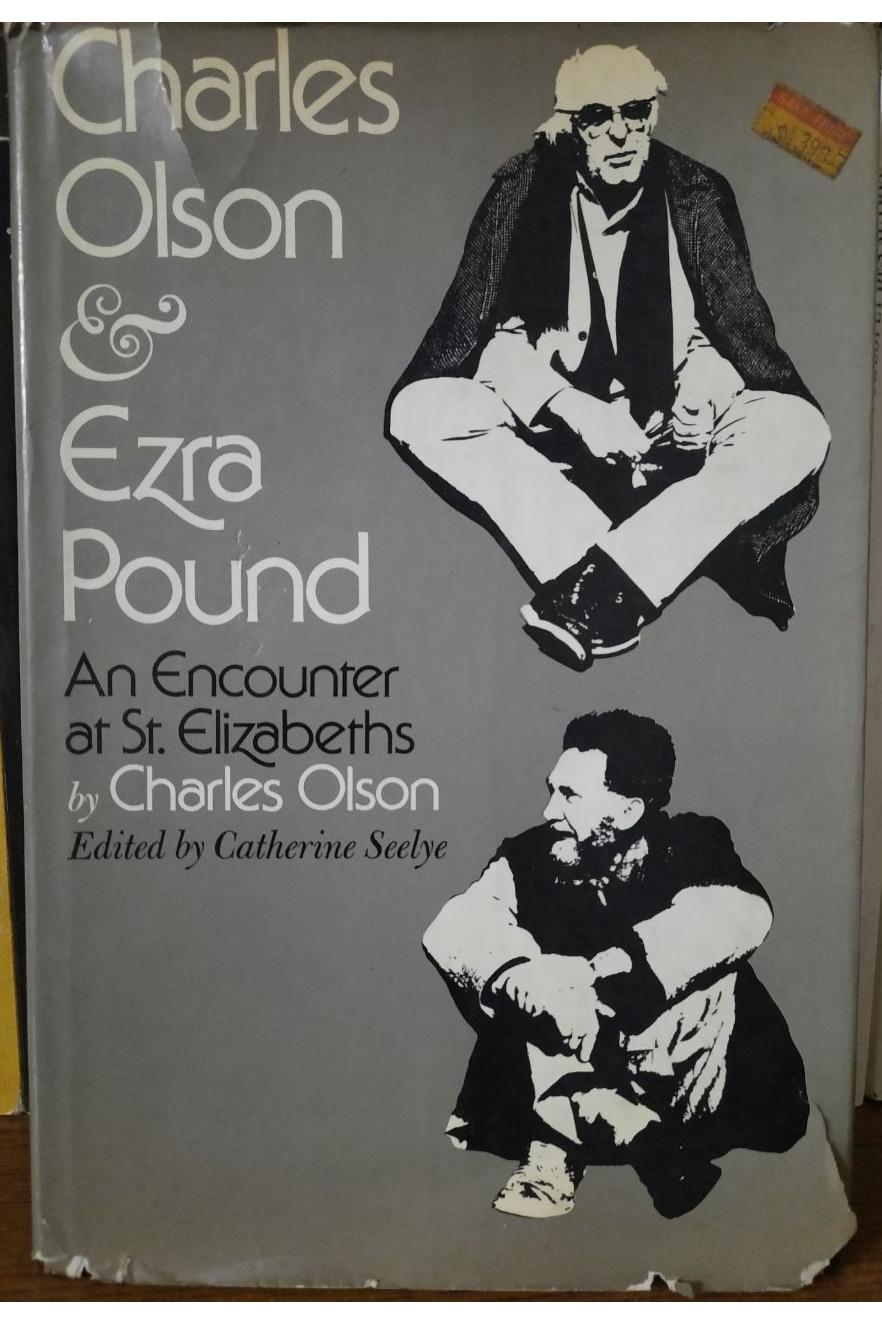 Charles
Olson
&
Ezra
Pound
An Encounter
at St. Elizabeths
by Charles Olson
Edited by Catherine Seelye